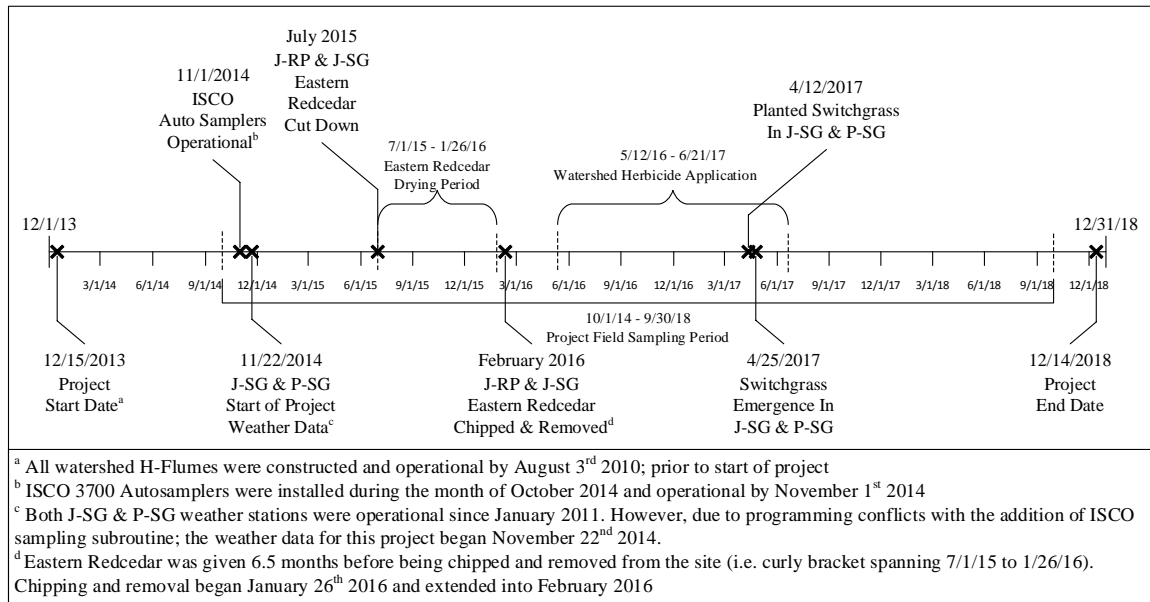 July 2015
J-RP & J-SG
Eastern
Redcedar
Cut Down
11/1/2014
ISCO
Auto Samplers
Operationalᵇ
4/12/2017
Planted Switchgrass
In J-SG & P-SG
7/1/15 - 1/26/16
Eastern Redcedar
Drying Period
5/12/16 - 6/21/17
Watershed Herbicide Application
12/1/13
12/31/18
3/1/14 6/1/14 9/1/14 12/1/14 3/1/15 6/1/15 9/1/15 12/1/15 3/1/16 6/1/16 9/1/16 12/1/16 3/1/17 6/1/17 9/1/17 12/1/17 3/1/18 6/1/18 9/1/18 12/1/18
10/1/14 - 9/30/18
Project Field Sampling Period
12/15/2013
Project
Start Dateᵃ
11/22/2014
J-SG & P-SG
Start of Project
Weather Dataᶜ
February 2016
J-RP & J-SG
Eastern Redcedar
Chipped & Removedᵈ
4/25/2017
Switchgrass
Emergence In
J-SG & P-SG
12/14/2018
Project
End Date
ᵃ All watershed H-Flumes were constructed and operational by August 3ʳᵈ 2010; prior to start of project
ᵇ ISCO 3700 Autosamplers were installed during the month of October 2014 and operational by November 1ˢᵗ 2014
ᶜ Both J-SG & P-SG weather stations were operational since January 2011. However, due to programming conflicts with the addition of ISCO
sampling subroutine; the weather data for this project began November 22ⁿᵈ 2014.
ᵈ Eastern Redcedar was given 6.5 months before being chipped and removed from the site (i.e. curly bracket spanning 7/1/15 to 1/26/16).
Chipping and removal began January 26ᵗʰ 2016 and extended into February 2016